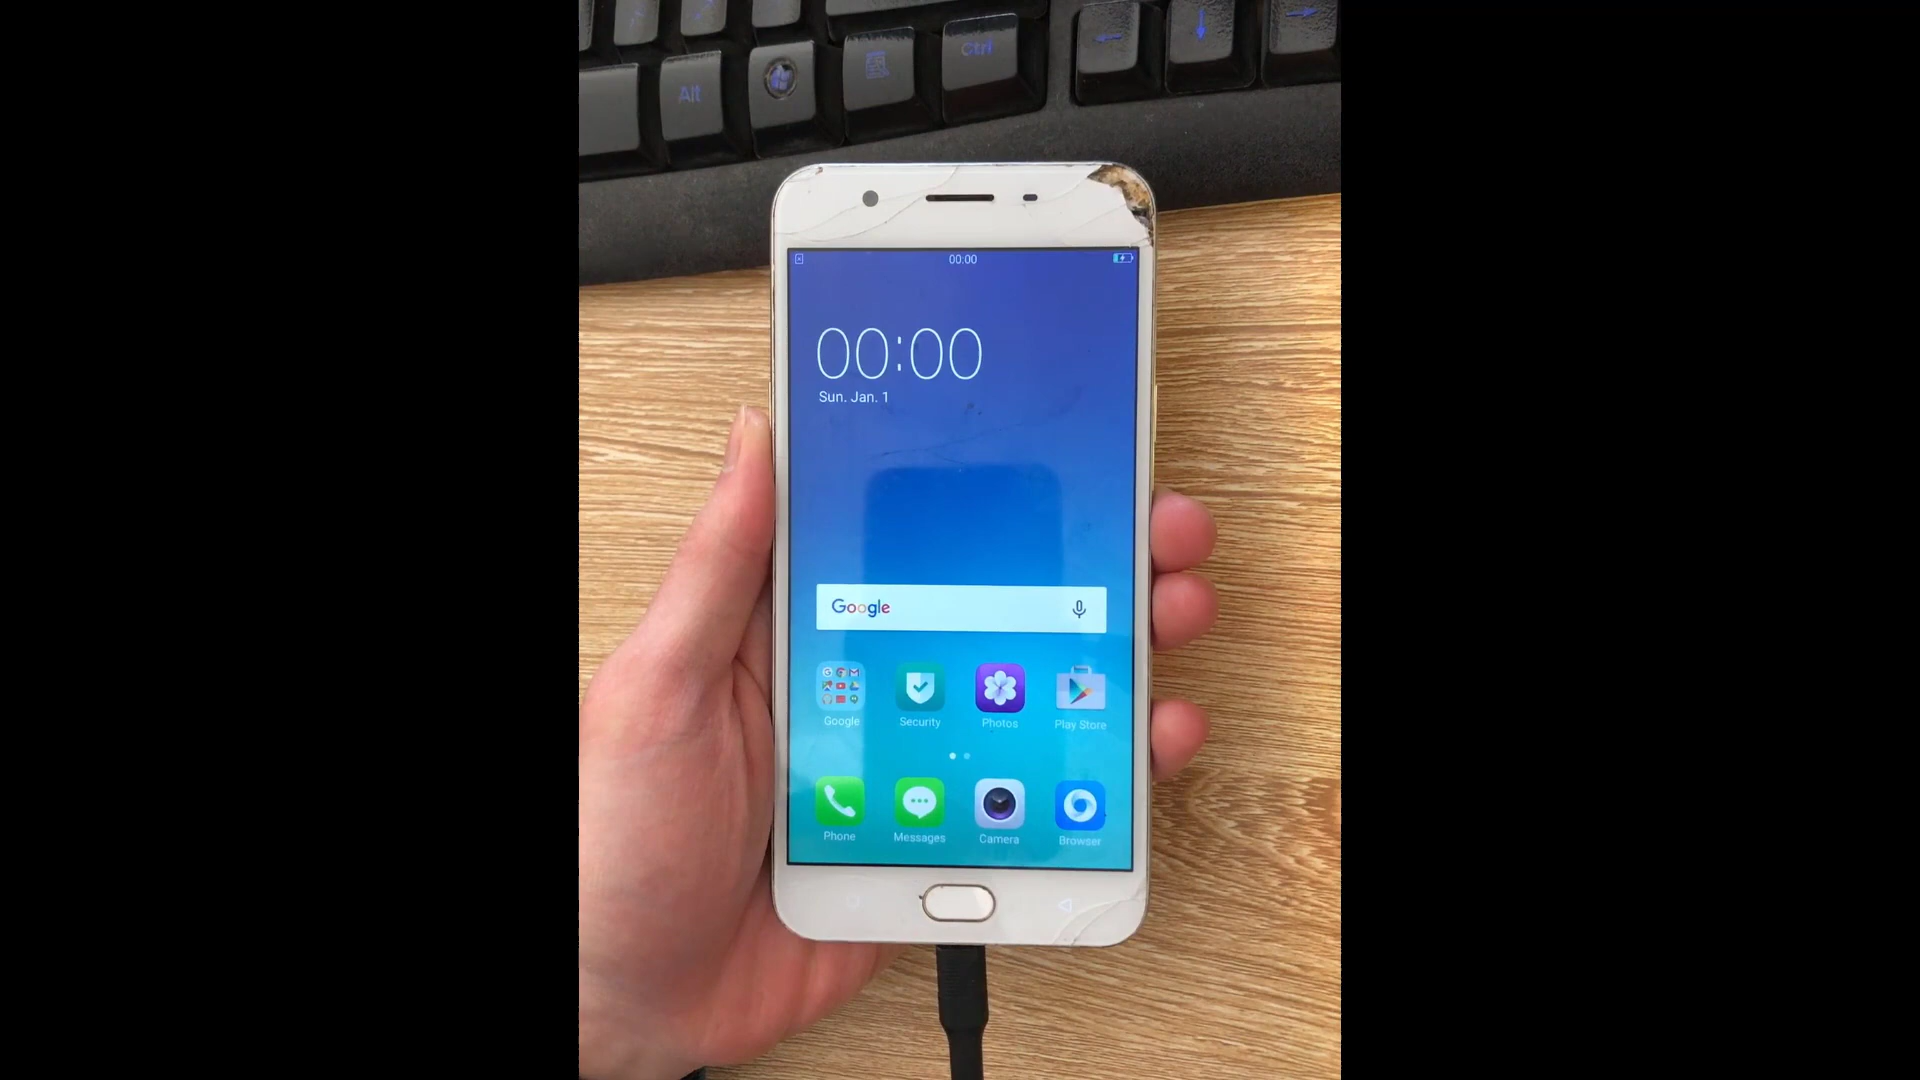 Alt
Ctrl
00:00
00:00
Sun. Jan. 1
Google
Google
Security
Photos
Play Store
Phone
Messages
Camera
Browser